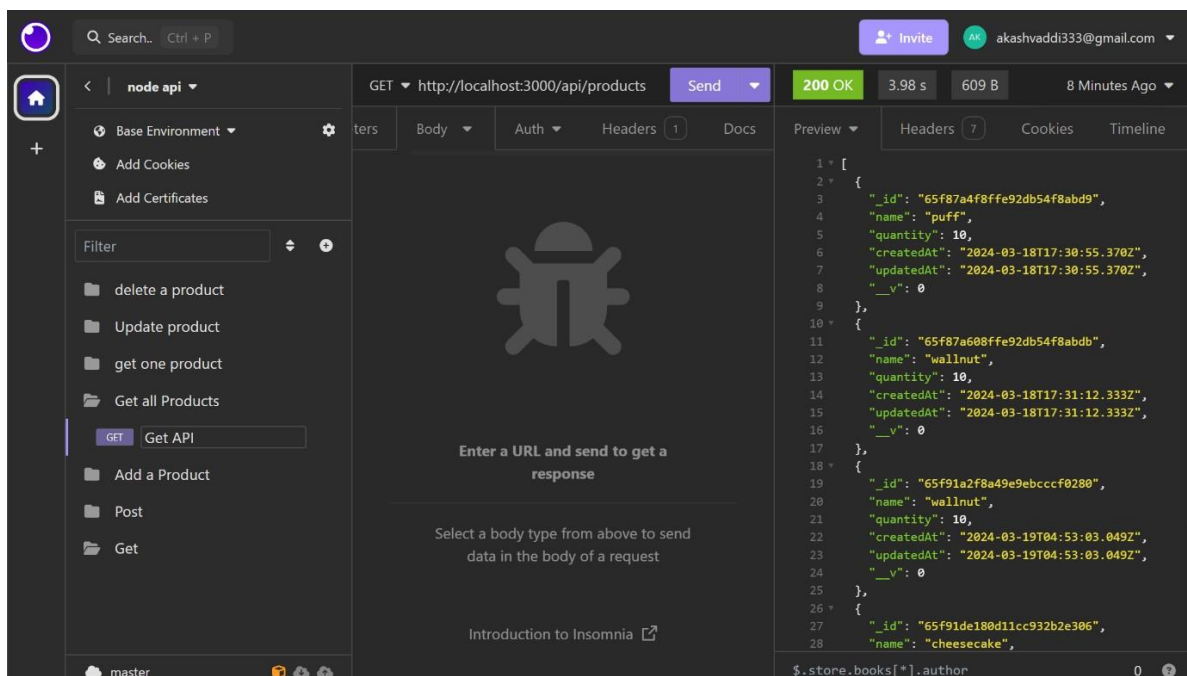 Search.. Ctrl + P
Invite
AK
akashvaddi333@gmail.com
node api
Base Environment
Add Cookies
Add Certificates
Filter
delete a product
Update product
get one product
Get all Products
GET Get API
Add a Product
Post
Get
master
GET http://localhost:3000/api/products Send
ters Body Auth Headers 1 Docs
Enter a URL and send to get a
response
Select a body type from above to send
data in the body of a request
Introduction to Insomnia
200 OK 3.98 s 609 B 8 Minutes Ago
Preview Headers 7 Cookies Timeline
1 [
2 {
3 "_id": "65f87a4f8ffe92db54f8abd9",
4 "name": "puff",
5 "quantity": 10,
6 "createdAt": "2024-03-18T17:30:55.370Z",
7 "updatedAt": "2024-03-18T17:30:55.370Z",
8 "__v": 0
9 },
10 {
11 "_id": "65f87a608ffe92db54f8abdb",
12 "name": "wallnut",
13 "quantity": 10,
14 "createdAt": "2024-03-18T17:31:12.333Z",
15 "updatedAt": "2024-03-18T17:31:12.333Z",
16 "__v": 0
17 },
18 {
19 "_id": "65f91a2f8a49e9ebcccf0280",
20 "name": "wallnut",
21 "quantity": 10,
22 "createdAt": "2024-03-19T04:53:03.049Z",
23 "updatedAt": "2024-03-19T04:53:03.049Z",
24 "__v": 0
25 },
26 {
27 "_id": "65f91de180d11cc932b2e306",
28 "name": "cheesecake",
$.store.books[*].author 0